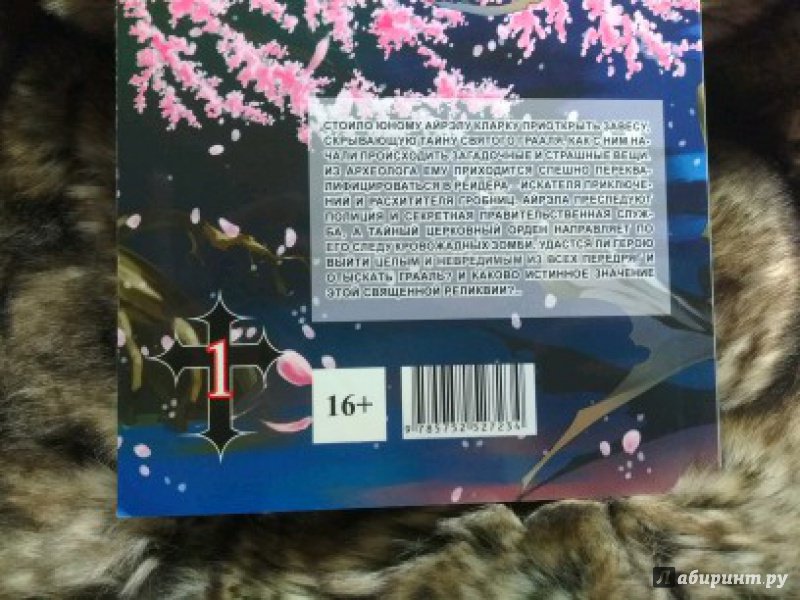 СТОИЛО ЮНОМУ АЙРЭЛУ КЛАРКУ ПРИОТКРЫТЬ ЗАВЕСУ,
СКРЫВАЮЩУЮ ТАЙНУ СВЯТОГО ГРААЛЯ, КАК С НИМ НА-
ЧАЛИ ПРОИСХОДИТЬ ЗАГАДОЧНЫЕ И СТРАШНЫЕ ВЕЩИ.
ИЗ АРХЕОЛОГА ЕМУ ПРИХОДИТСЯ СПЕШНО ПЕРЕКВА-
ЛИФИЦИРОВАТЬСЯ В РЕЙДЕРА - ИСКАТЕЛЯ ПРИКЛЮЧЕ-
НИЙ И РАСХИТИТЕЛЯ ГРОБНИЦ. АЙРЭЛА ПРЕСЛЕДУЮТ
ПОЛИЦИЯ И СЕКРЕТНАЯ ПРАВИТЕЛЬСТВЕННАЯ СЛУЖ-
БА, А ТАЙНЫЙ ЦЕРКОВНЫЙ ОРДЕН НАПРАВЛЯЕТ ПО
ЕГО СЛЕДУ КРОВОЖАДНЫХ ЗОМБИ. УДАСТСЯ ЛИ ГЕРОЮ
ВЫЙТИ ЦЕЛЫМ И НЕВРЕДИМЫМ ИЗ ВСЕХ ПЕРЕДРЯГ И
ОТЫСКАТЬ ГРААЛЬ? И КАКОВО ИСТИННОЕ ЗНАЧЕНИЕ
ЭТОЙ СВЯЩЕННОЙ РЕЛИКВИИ?..
1
16+
9 785752 527234
Лабиринт.ру